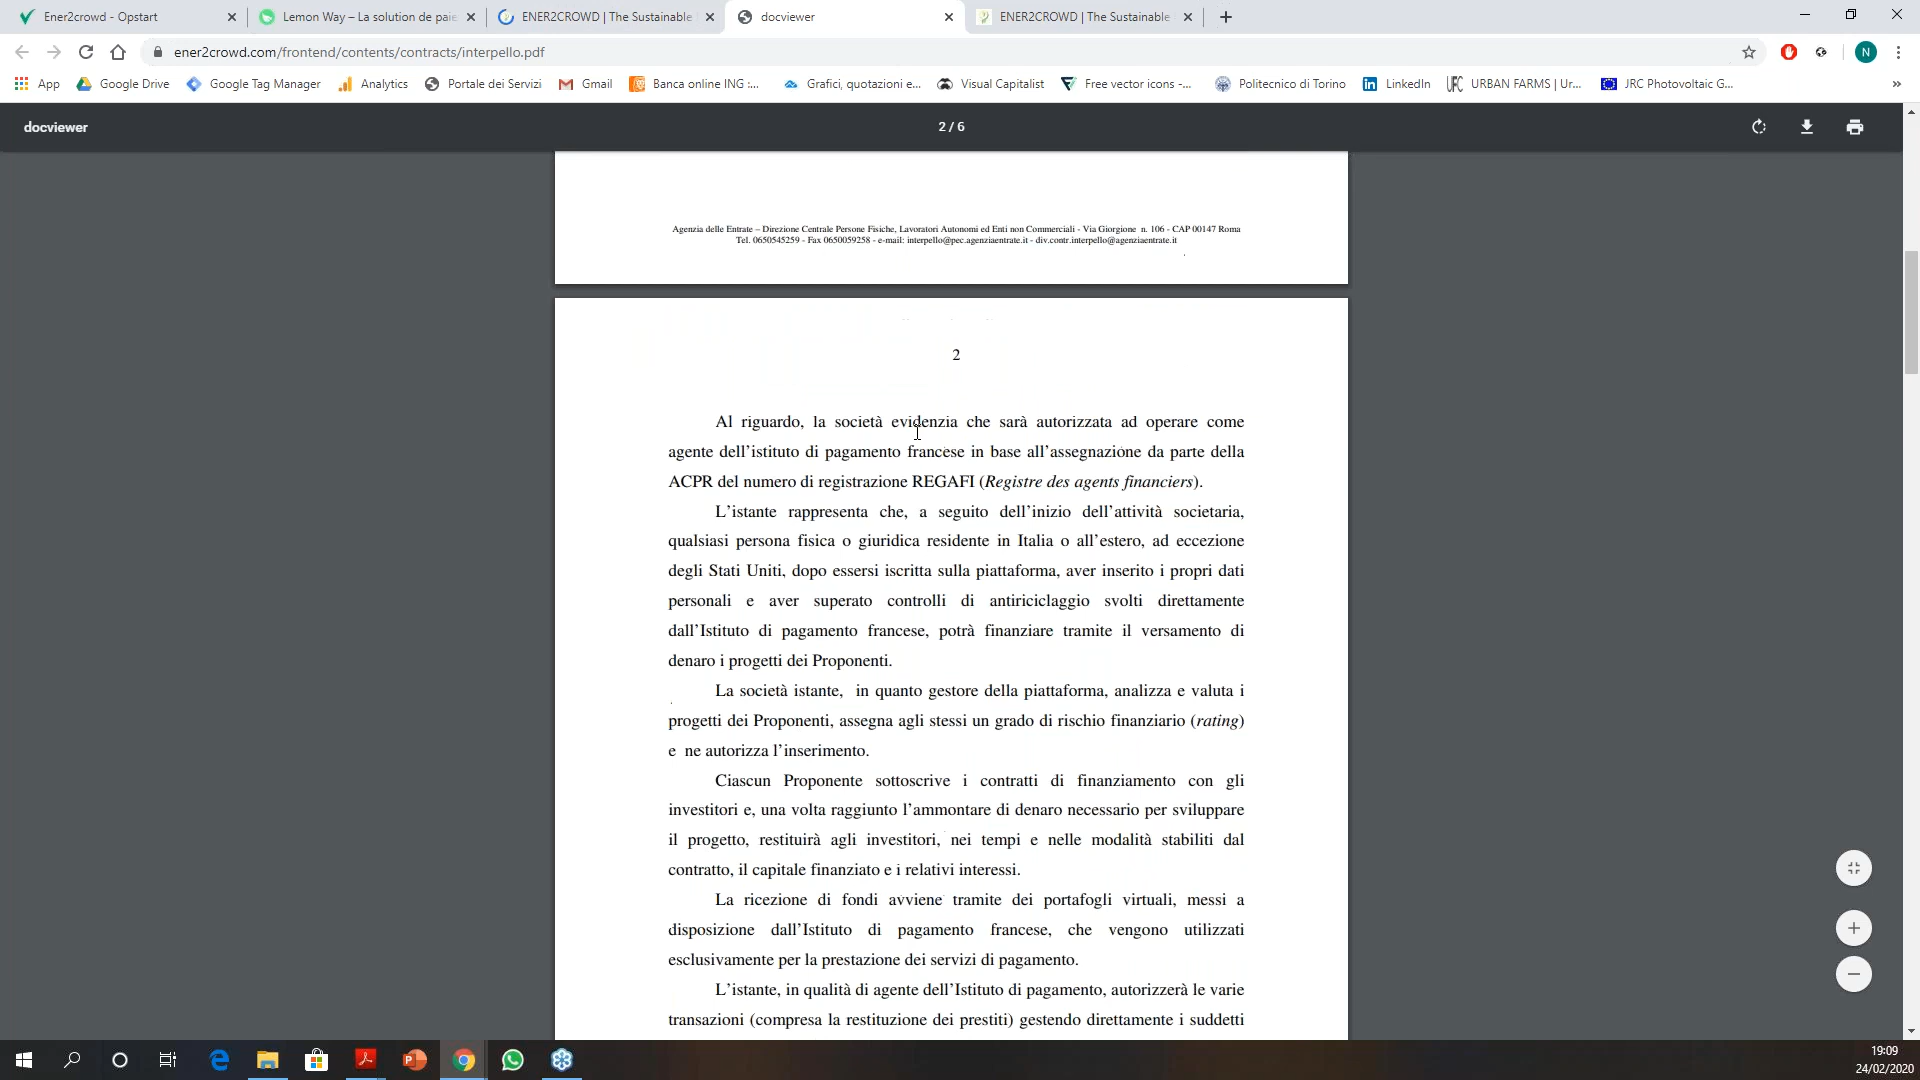 Ener2crowd - Opstart
Lemon Way – La solution de paie
ENER2CROWD | The Sustainable
docviewer
ENER2CROWD | The Sustainable
ener2crowd.com/frontend/contents/contracts/interpello.pdf
N
App
Google Drive
Google Tag Manager
Analytics
Portale dei Servizi
Gmail
Banca online ING :...
Grafici, quotazioni e...
Visual Capitalist
Free vector icons -...
Politecnico di Torino
LinkedIn
URBAN FARMS | Ur...
JRC Photovoltaic G...
»
docviewer
2 / 6
Agenzia delle Entrate – Direzione Centrale Persone Fisiche, Lavoratori Autonomi ed Enti non Commerciali - Via Giorgione n. 106 - CAP 00147 Roma
Tel. 0650545259 - Fax 0650059258 - e-mail: interpello@pec.agenziaentrate.it - div.contr.interpello@agenziaentrate.it
2
Al riguardo, la società evidenzia che sarà autorizzata ad operare come
agente dell'istituto di pagamento francese in base all'assegnazione da parte della
ACPR del numero di registrazione REGAFI (Registre des agents financiers).
L'istante rappresenta che, a seguito dell'inizio dell'attività societaria,
qualsiasi persona fisica o giuridica residente in Italia o all'estero, ad eccezione
degli Stati Uniti, dopo essersi iscritta sulla piattaforma, aver inserito i propri dati
personali e aver superato controlli di antiriciclaggio svolti direttamente
dall'Istituto di pagamento francese, potrà finanziare tramite il versamento di
denaro i progetti dei Proponenti.
La società istante, in quanto gestore della piattaforma, analizza e valuta i
progetti dei Proponenti, assegna agli stessi un grado di rischio finanziario (rating)
e ne autorizza l'inserimento.
Ciascun Proponente sottoscrive i contratti di finanziamento con gli
investitori e, una volta raggiunto l'ammontare di denaro necessario per sviluppare
il progetto, restituirà agli investitori, nei tempi e nelle modalità stabiliti dal
contratto, il capitale finanziato e i relativi interessi.
La ricezione di fondi avviene tramite dei portafogli virtuali, messi a
disposizione dall'Istituto di pagamento francese, che vengono utilizzati
esclusivamente per la prestazione dei servizi di pagamento.
L'istante, in qualità di agente dell'Istituto di pagamento, autorizzerà le varie
transazioni (compresa la restituzione dei prestiti) gestendo direttamente i suddetti
19:09
24/02/2020